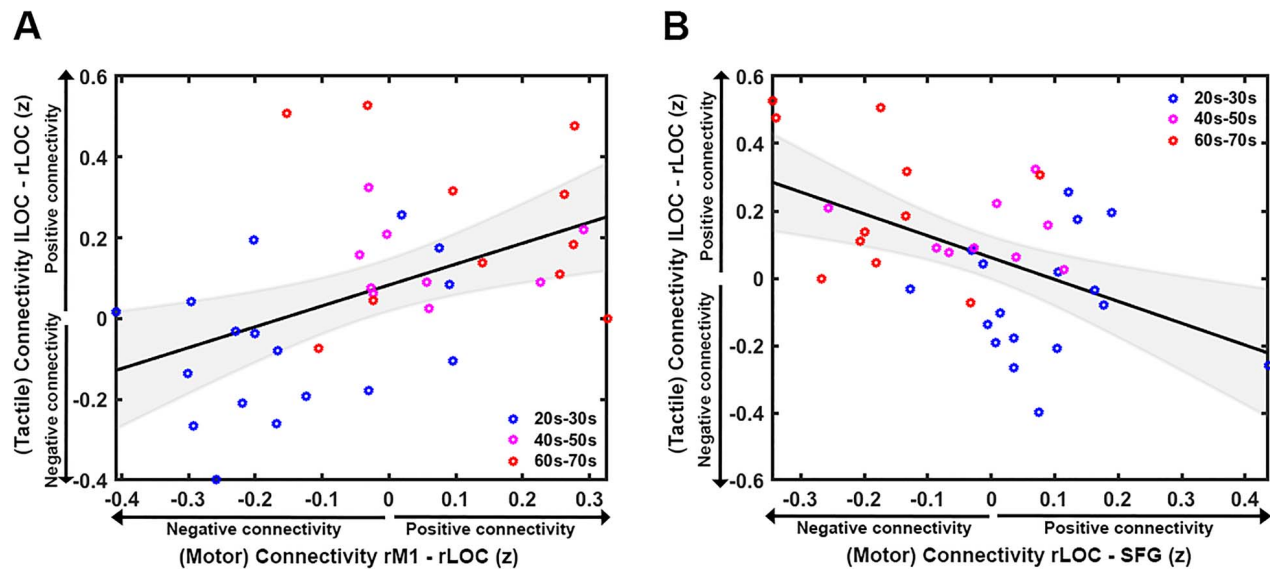 A
(Tactile) Connectivity lLOC - rLOC (z)
Negative connectivity Positive connectivity
0.6
0.4
0.2
0
-0.2
-0.4
20s-30s
40s-50s
60s-70s
-0.4 -0.3 -0.2 -0.1 0 0.1 0.2 0.3
Negative connectivity Positive connectivity
(Motor) Connectivity rM1 - rLOC (z)
B
(Tactile) Connectivity lLOC - rLOC (z)
Negative connectivity Positive connectivity
0.6
0.4
0.2
0
-0.2
-0.4
-0.6
20s-30s
40s-50s
60s-70s
-0.3 -0.2 -0.1 0 0.1 0.2 0.3 0.4
Negative connectivity Positive connectivity
(Motor) Connectivity rLOC - SFG (z)